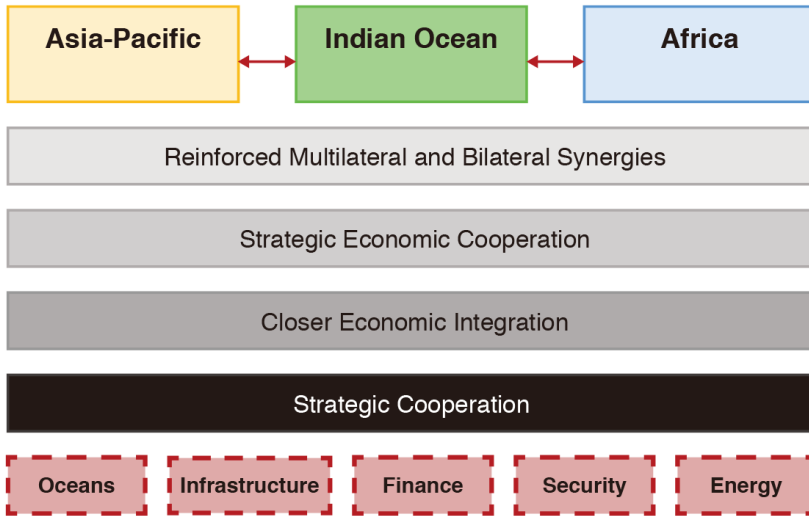 Asia-Pacific
Indian Ocean
Africa
Reinforced Multilateral and Bilateral Synergies
Strategic Economic Cooperation
Closer Economic Integration
Strategic Cooperation
Oceans
Infrastructure
Finance
Security
Energy